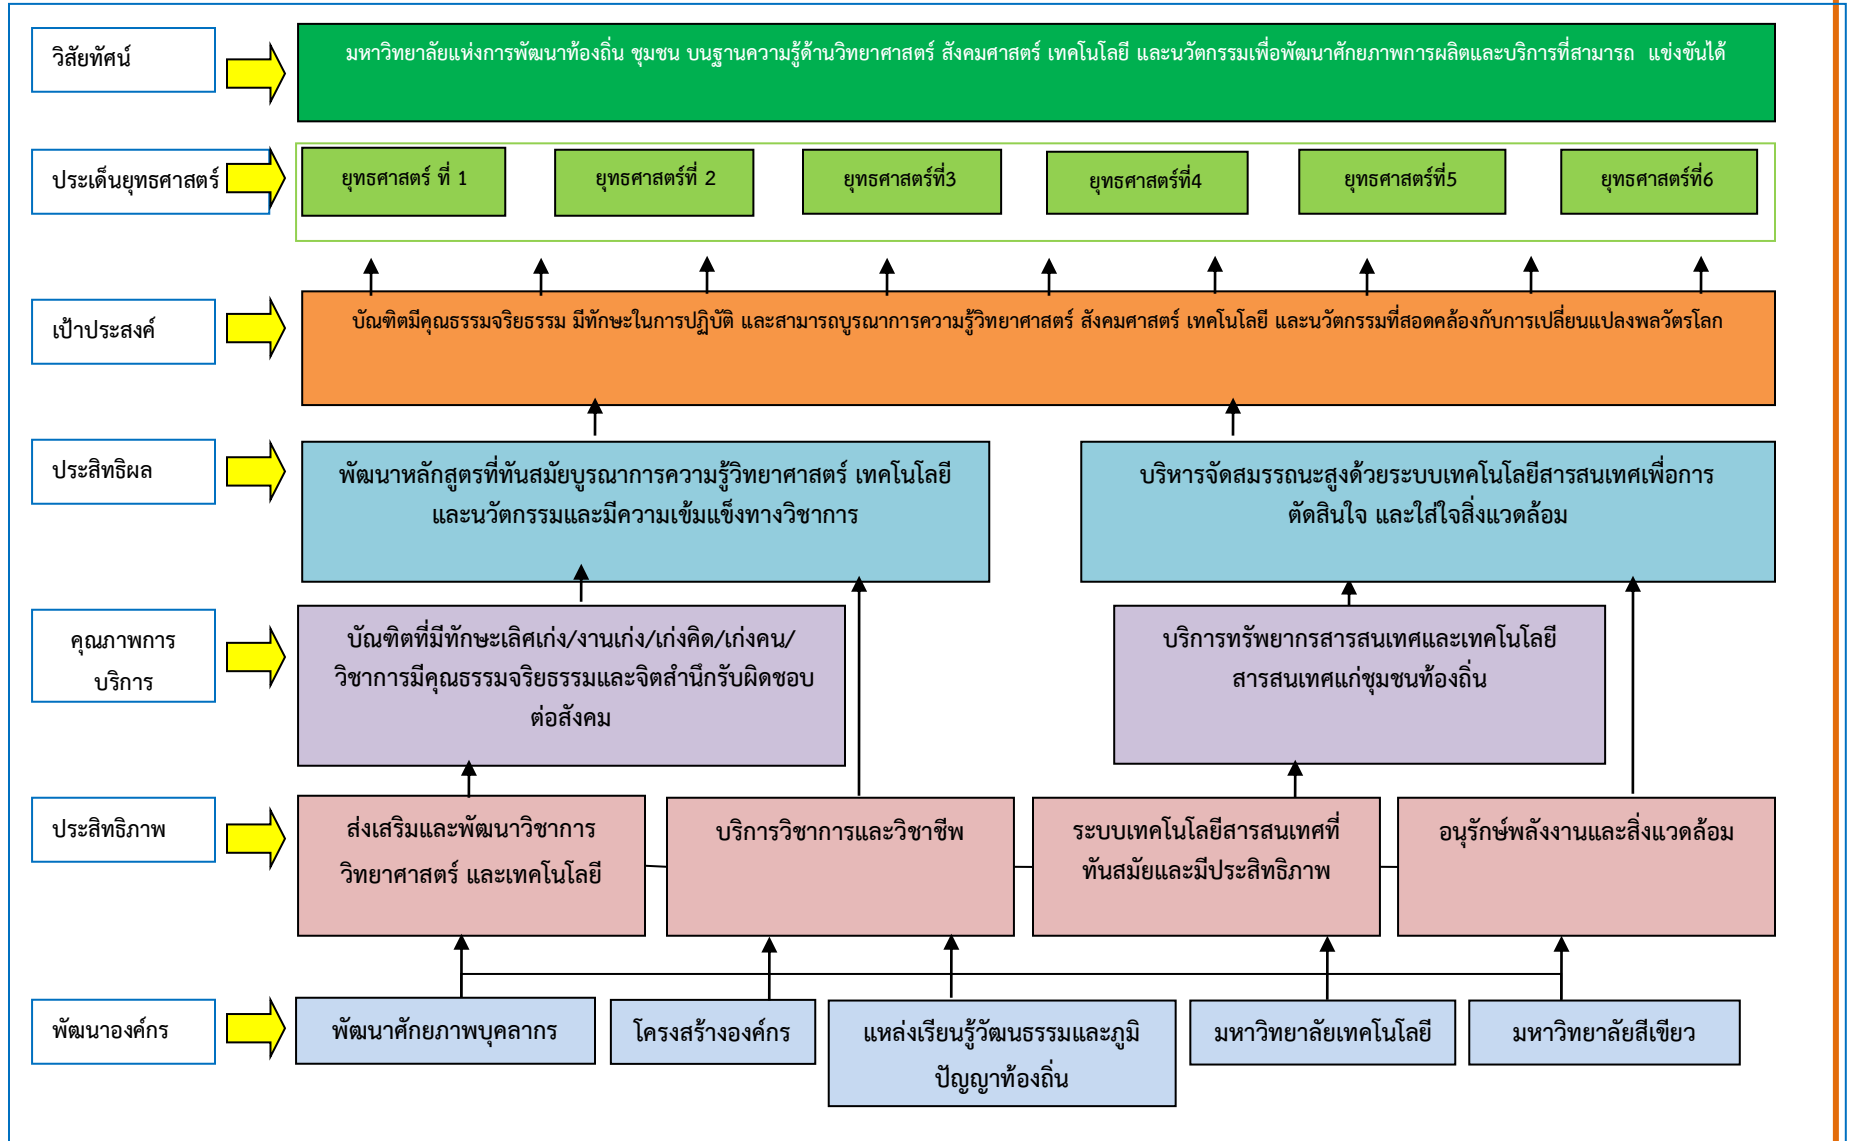 วิสัยทัศน์
มหาวิทยาลัยแห่งการพัฒนาท้องถิ่น ชุมชน บนฐานความรู้ด้านวิทยาศาสตร์ สังคมศาสตร์ เทคโนโลยี และนวัตกรรมเพื่อพัฒนาศักยภาพการผลิตและบริการที่สามารถ แข่งขันได้
ประเด็นยุทธศาสตร์
ยุทธศาสตร์ ที่ 1
ยุทธศาสตร์ที่ 2
ยุทธศาสตร์ที่3
ยุทธศาสตร์ที่4
ยุทธศาสตร์ที่5
ยุทธศาสตร์ที่6
เป้าประสงค์
บัณฑิตมีคุณธรรมจริยธรรม มีทักษะในการปฏิบัติ และสามารถบูรณาการความรู้วิทยาศาสตร์ สังคมศาสตร์ เทคโนโลยี และนวัตกรรมที่สอดคล้องกับการเปลี่ยนแปลงพลวัตรโลก
ประสิทธิผล
พัฒนาหลักสูตรที่ทันสมัยบูรณาการความรู้วิทยาศาสตร์ เทคโนโลยี
และนวัตกรรมและมีความเข้มแข็งทางวิชาการ
บริหารจัดสมรรถนะสูงด้วยระบบเทคโนโลยีสารสนเทศเพื่อการ
ตัดสินใจ และใส่ใจสิ่งแวดล้อม
คุณภาพการ
บริการ
บัณฑิตที่มีทักษะเลิศเก่ง/งานเก่ง/เก่งคิด/เก่งคน/
วิชาการมีคุณธรรมจริยธรรมและจิตสำนึกรับผิดชอบ
ต่อสังคม
บริการทรัพยากรสารสนเทศและเทคโนโลยี
สารสนเทศแก่ชุมชนท้องถิ่น
ประสิทธิภาพ
ส่งเสริมและพัฒนาวิชาการ
วิทยาศาสตร์ และเทคโนโลยี
บริการวิชาการและวิชาชีพ
ระบบเทคโนโลยีสารสนเทศที่
ทันสมัยและมีประสิทธิภาพ
อนุรักษ์พลังงานและสิ่งแวดล้อม
พัฒนาองค์กร
พัฒนาศักยภาพบุคลากร
โครงสร้างองค์กร
แหล่งเรียนรู้วัฒนธรรมและภูมิ
ปัญญาท้องถิ่น
มหาวิทยาลัยเทคโนโลยี
มหาวิทยาลัยสีเขียว